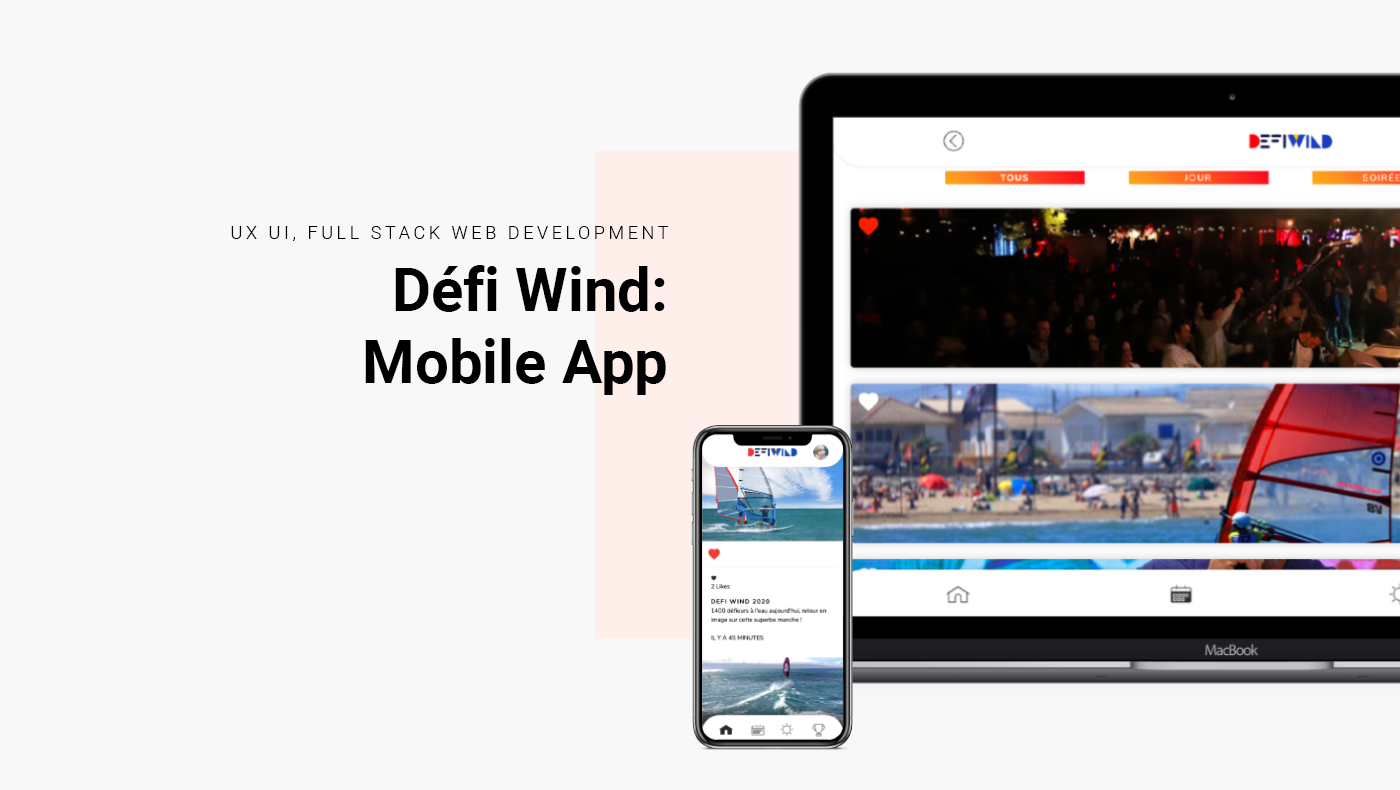 UX UI, FULL STACK WEB DEVELOPMENT
Défi Wind:
Mobile App
DEFIWIND
TOUS
JOUR
SOIRÉE
MacBook
DEFIWIND
2 Likes
DEFI WIND 2020
1400 défieurs à l'eau aujourd'hui, retour en
image sur cette superbe manche !
IL Y A 45 MINUTES